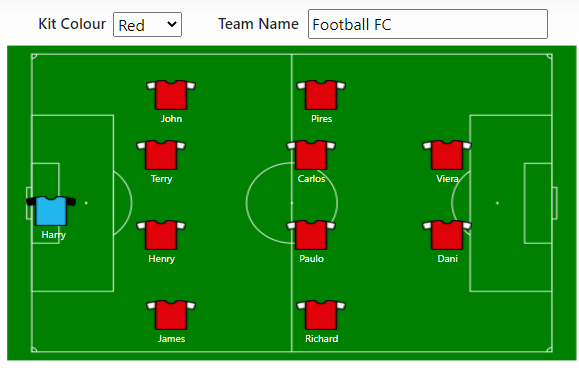 Kit Colour Red Team Name Football FC
John Pires
Terry Carlos Viera
Harry
Henry Paulo Dani
James Richard